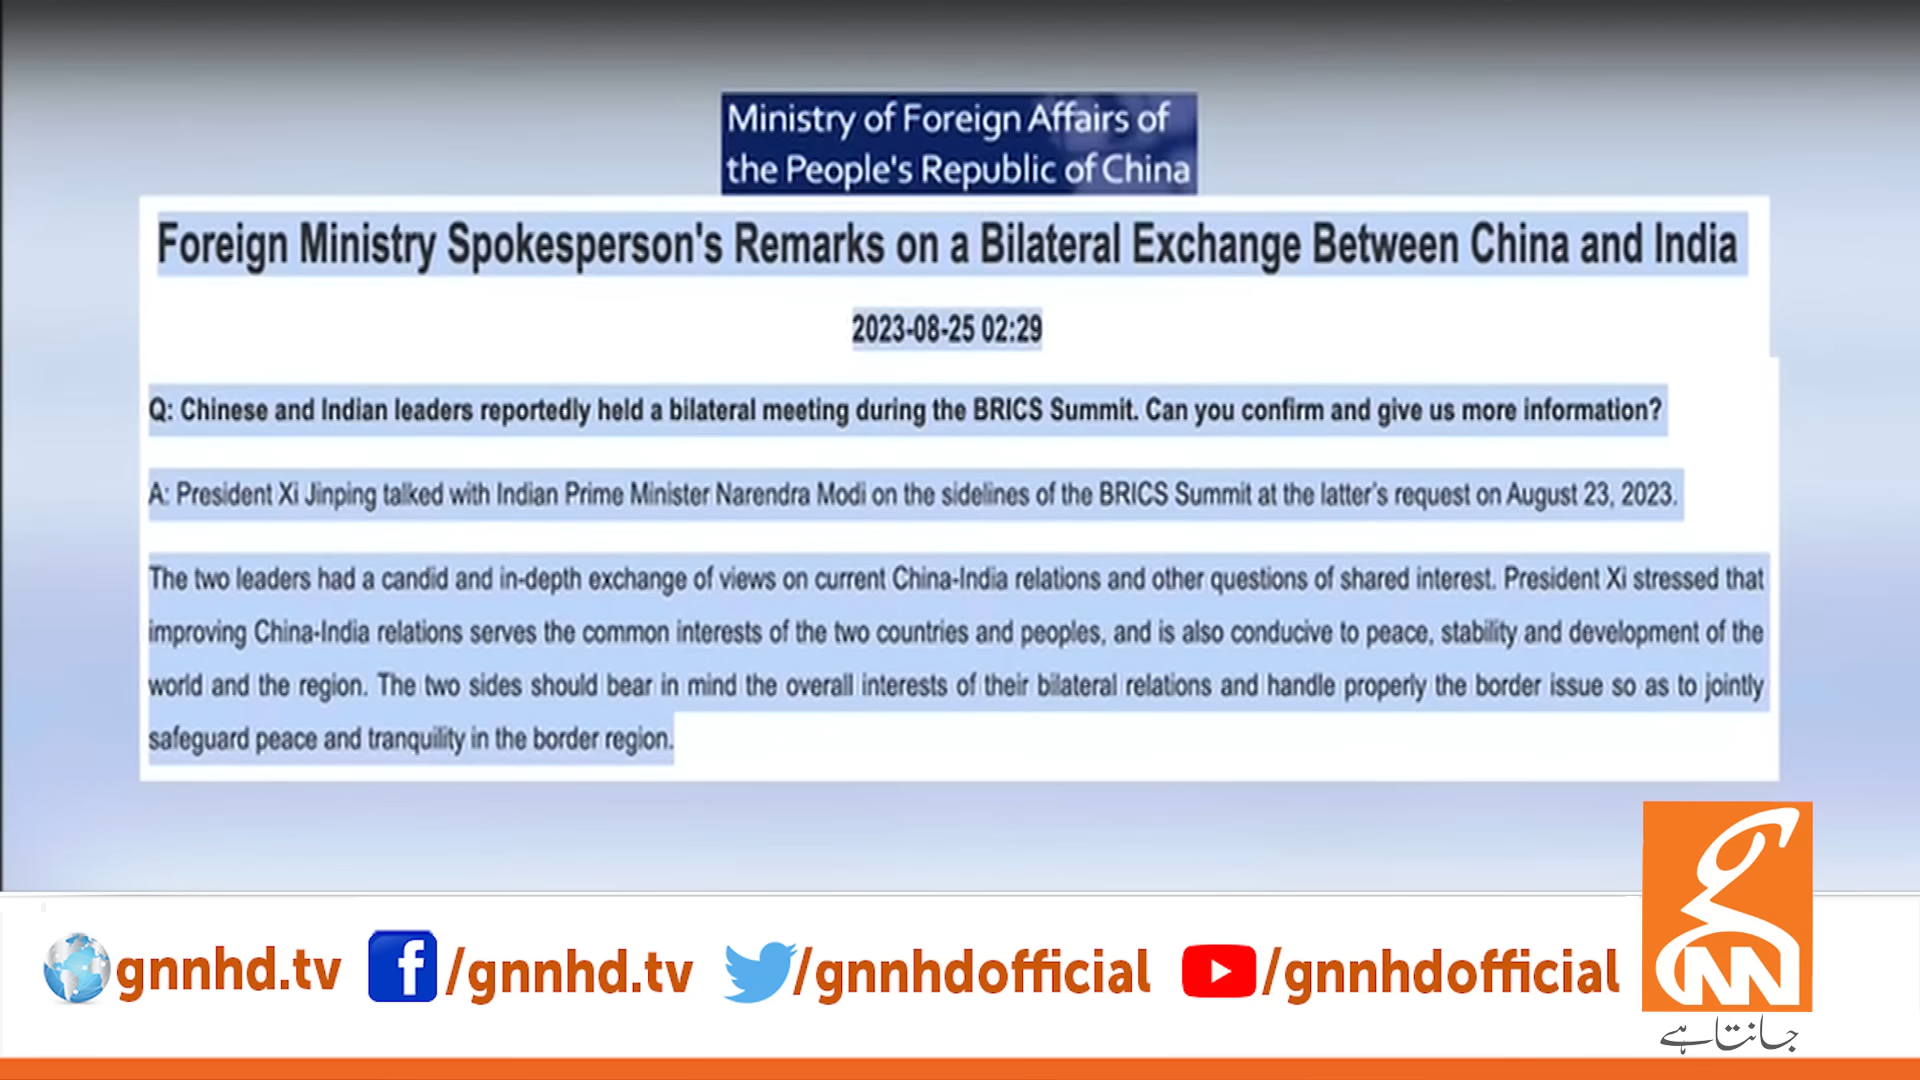 Ministry of Foreign Affairs of
the People's Republic of China
Foreign Ministry Spokesperson's Remarks on a Bilateral Exchange Between China and India
2023-08-25 02:29
Q: Chinese and Indian leaders reportedly held a bilateral meeting during the BRICS Summit. Can you confirm and give us more information?
A: President Xi Jinping talked with Indian Prime Minister Narendra Modi on the sidelines of the BRICS Summit at the latter's request on August 23, 2023.
The two leaders had a candid and in-depth exchange of views on current China-India relations and other questions of shared interest. President Xi stressed that
improving China-India relations serves the common interests of the two countries and peoples, and is also conducive to peace, stability and development of the
world and the region. The two sides should bear in mind the overall interests of their bilateral relations and handle properly the border issue so as to jointly
safeguard peace and tranquility in the border region.
gnnhd.tv /gnnhd.tv /gnnhdofficial /gnnhdofficial
GNN
جانتا ہے